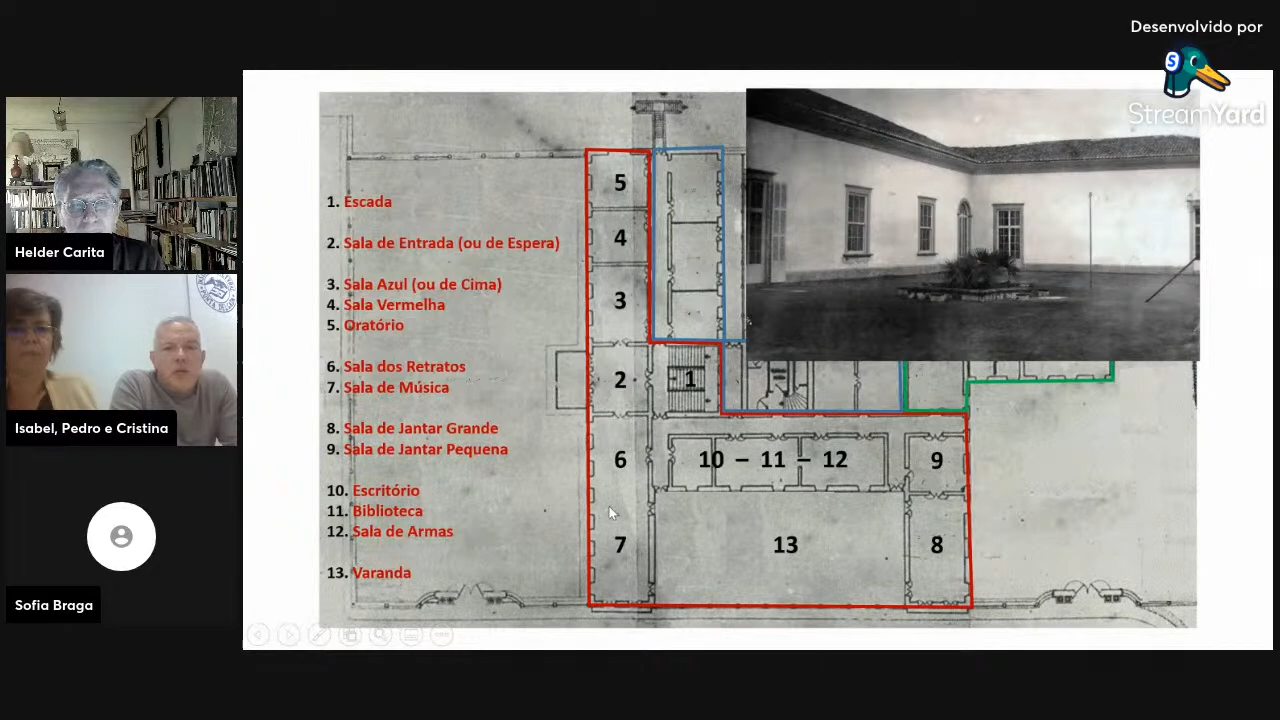 Desenvolvido por
S
StreamYard
Helder Carita
Isabel, Pedro e Cristina
Sofia Braga
1. Escada
2. Sala de Entrada (ou de Espera)
3. Sala Azul (ou de Cima)
4. Sala Vermelha
5. Oratório
6. Sala dos Retratos
7. Sala de Música
8. Sala de Jantar Grande
9. Sala de Jantar Pequena
10. Escritório
11. Biblioteca
12. Sala de Armas
13. Varanda
5
4
3
2
1
6
10 – 11 – 12
9
7
13
8